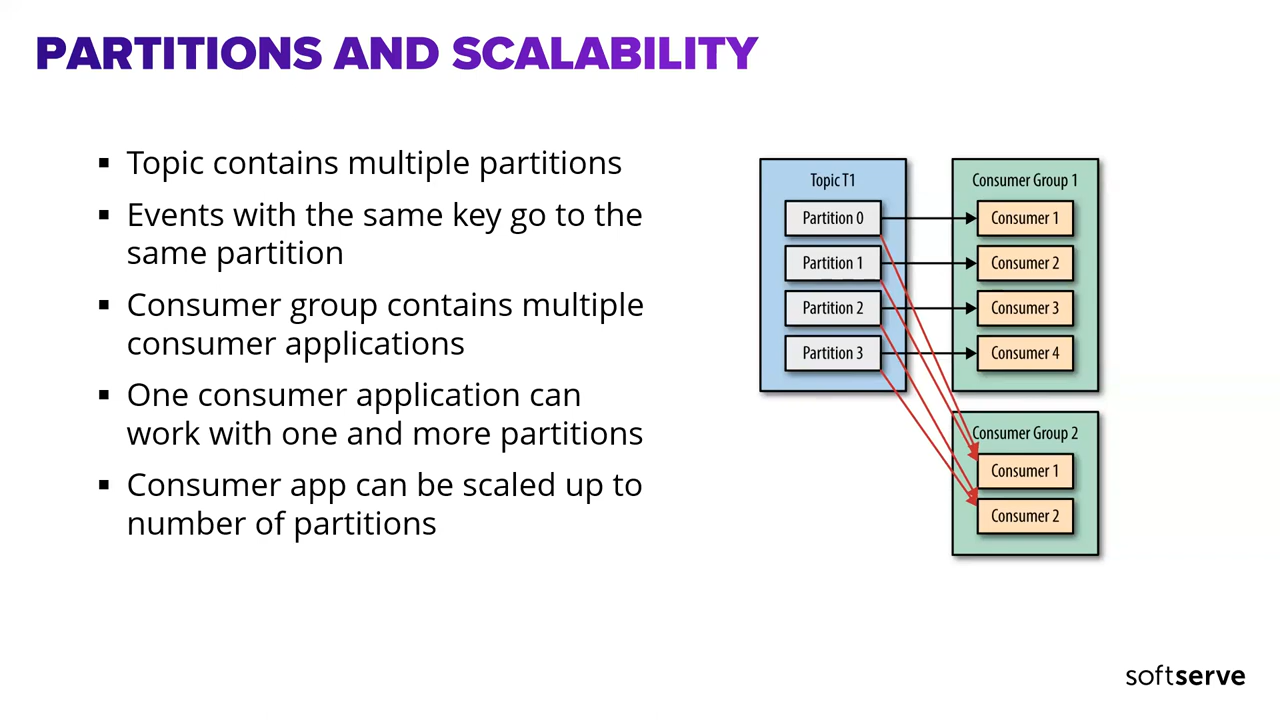 PARTITIONS AND SCALABILITY
▪ Topic contains multiple partitions
▪ Events with the same key go to the
same partition
▪ Consumer group contains multiple
consumer applications
▪ One consumer application can
work with one and more partitions
▪ Consumer app can be scaled up to
number of partitions
Topic T1
Partition 0
Partition 1
Partition 2
Partition 3
Consumer Group 1
Consumer 1
Consumer 2
Consumer 3
Consumer 4
Consumer Group 2
Consumer 1
Consumer 2
softserve